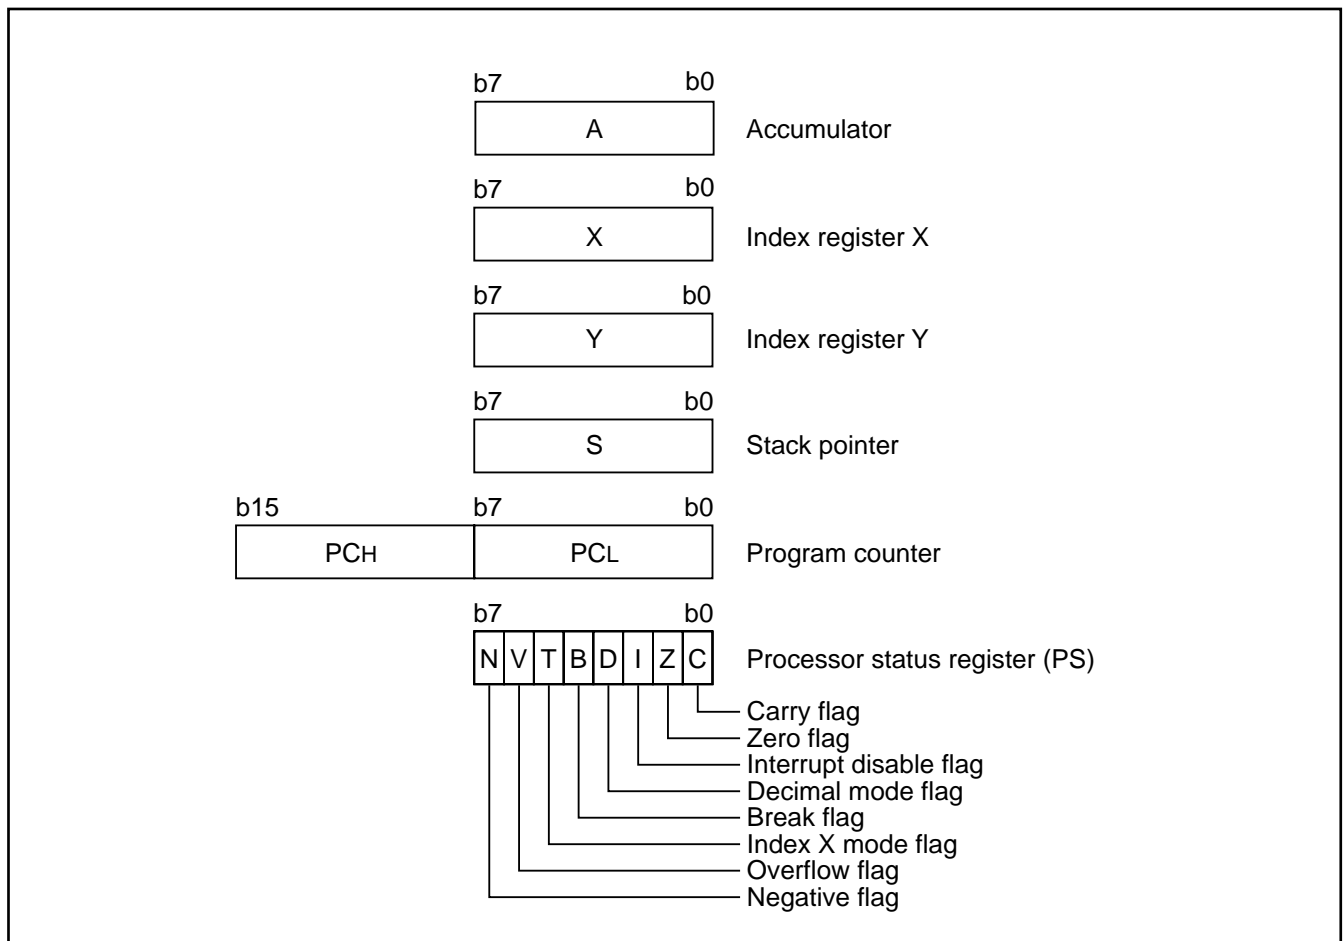 b7 b0
A Accumulator
b7 b0
X Index register X
b7 b0
Y Index register Y
b7 b0
S Stack pointer
b15 b7 b0
PCH PCL Program counter
b7 b0
N V T B D I Z C Processor status register (PS)
Carry flag
Zero flag
Interrupt disable flag
Decimal mode flag
Break flag
Index X mode flag
Overflow flag
Negative flag